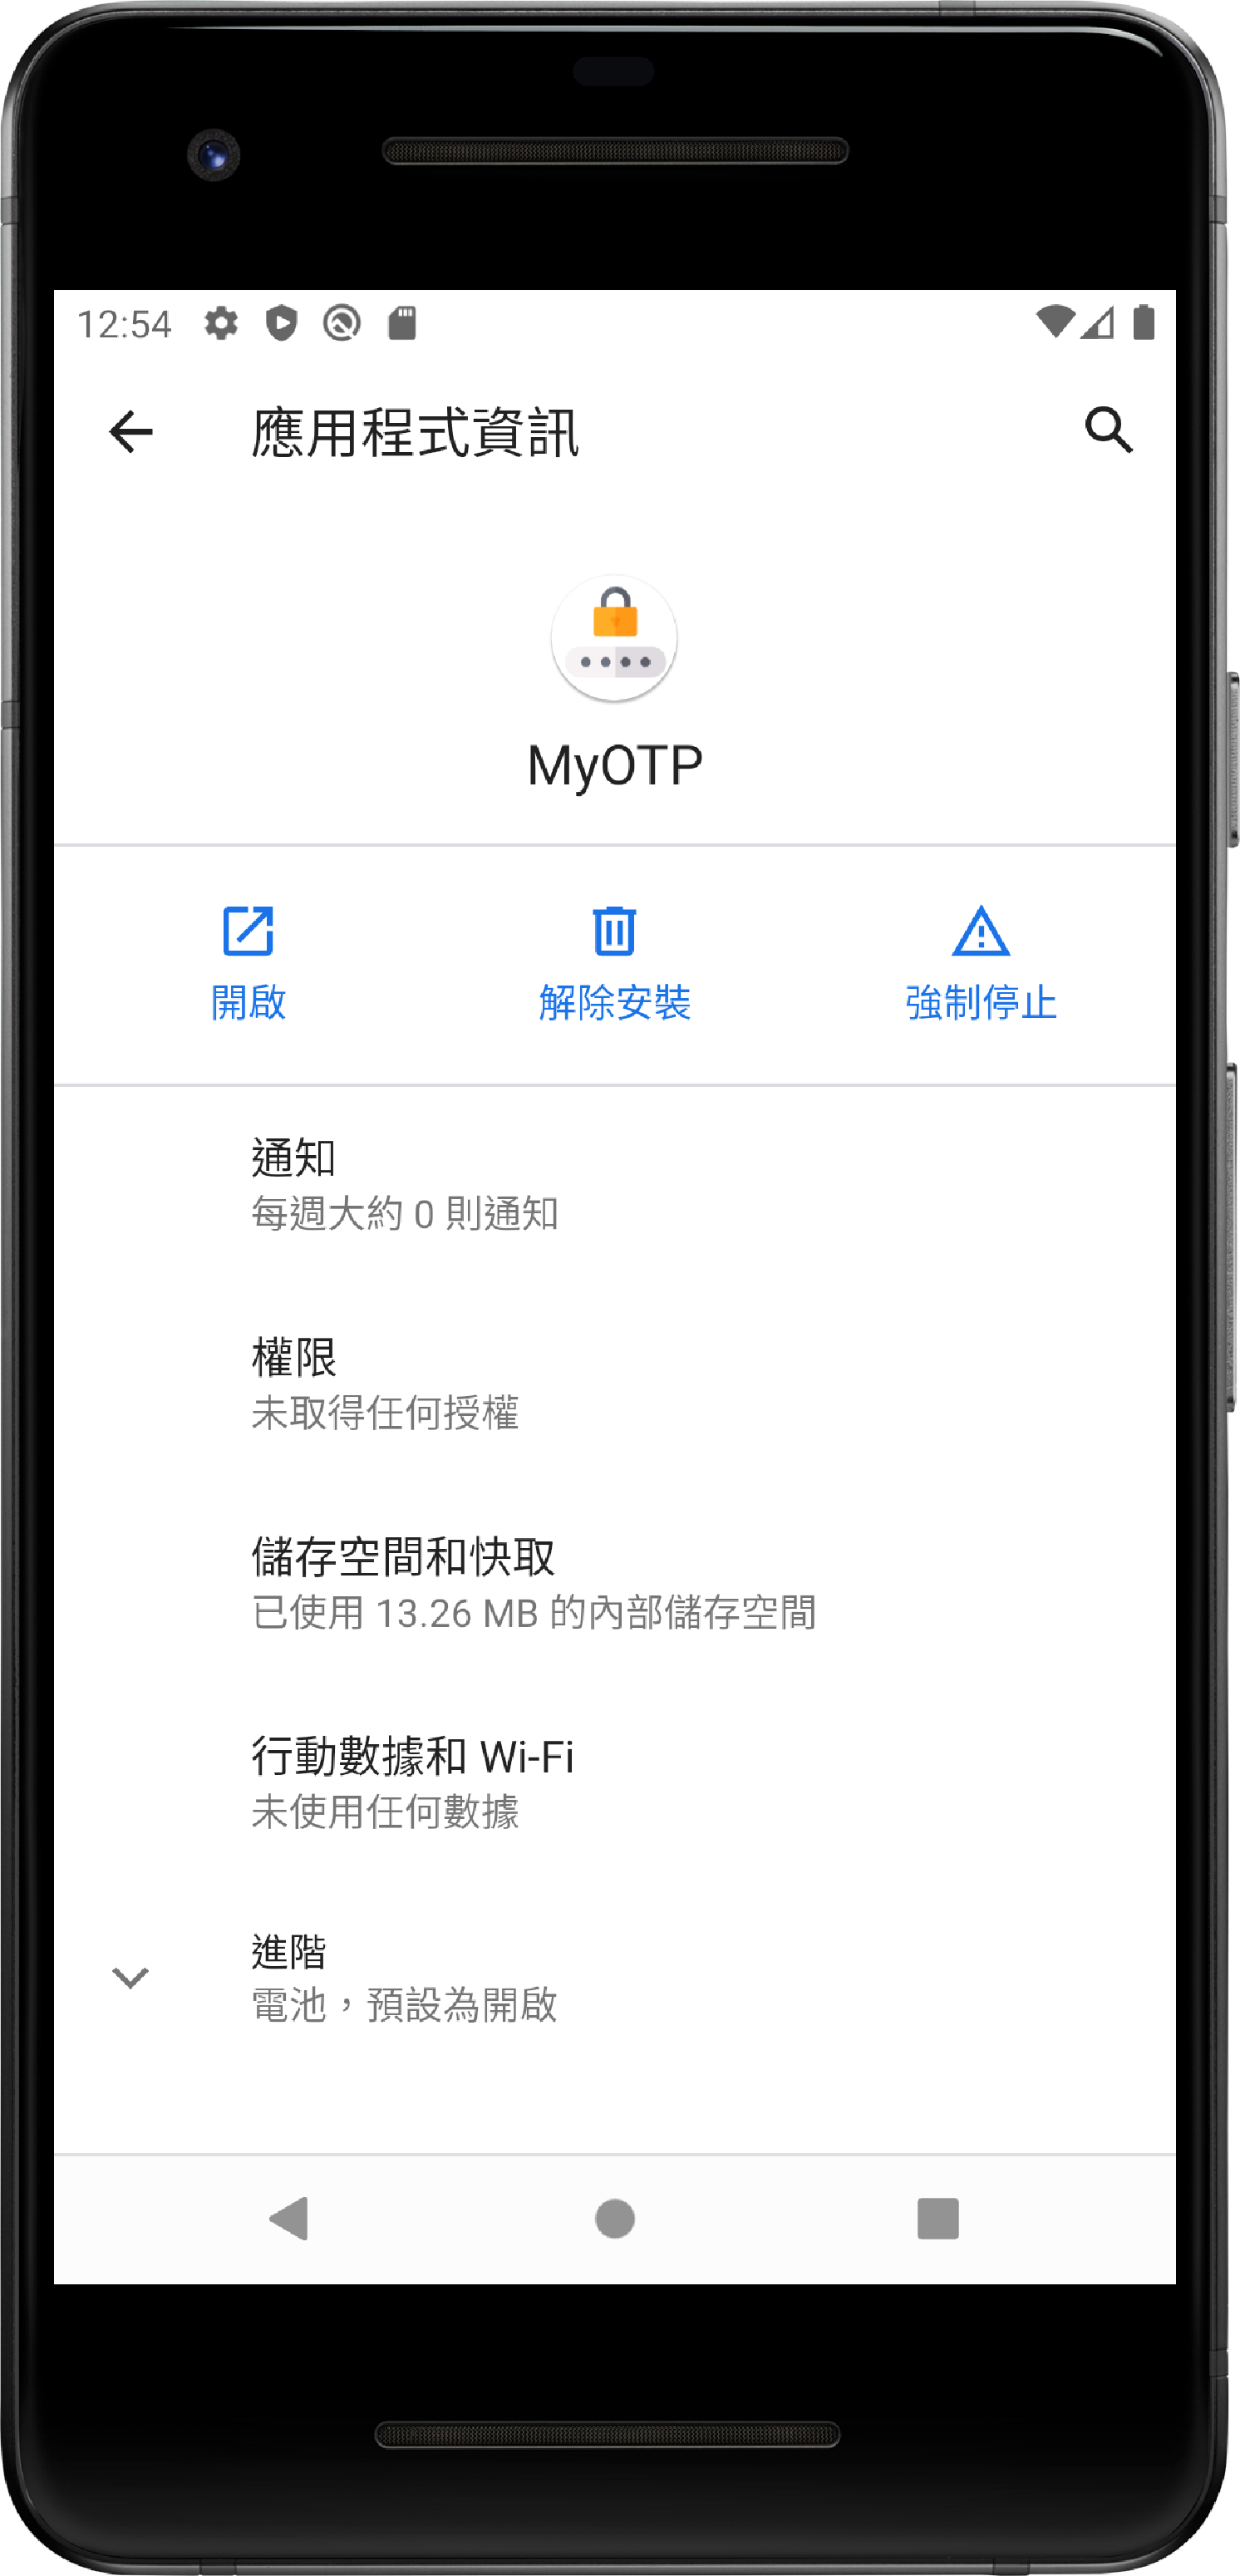 12:54
應用程式資訊
MyOTP
開啟
解除安裝
強制停止
通知
每週大約 0 則通知
權限
未取得任何授權
儲存空間和快取
已使用 13.26 MB 的內部儲存空間
行動數據和 Wi-Fi
未使用任何數據
進階
電池，預設為開啟